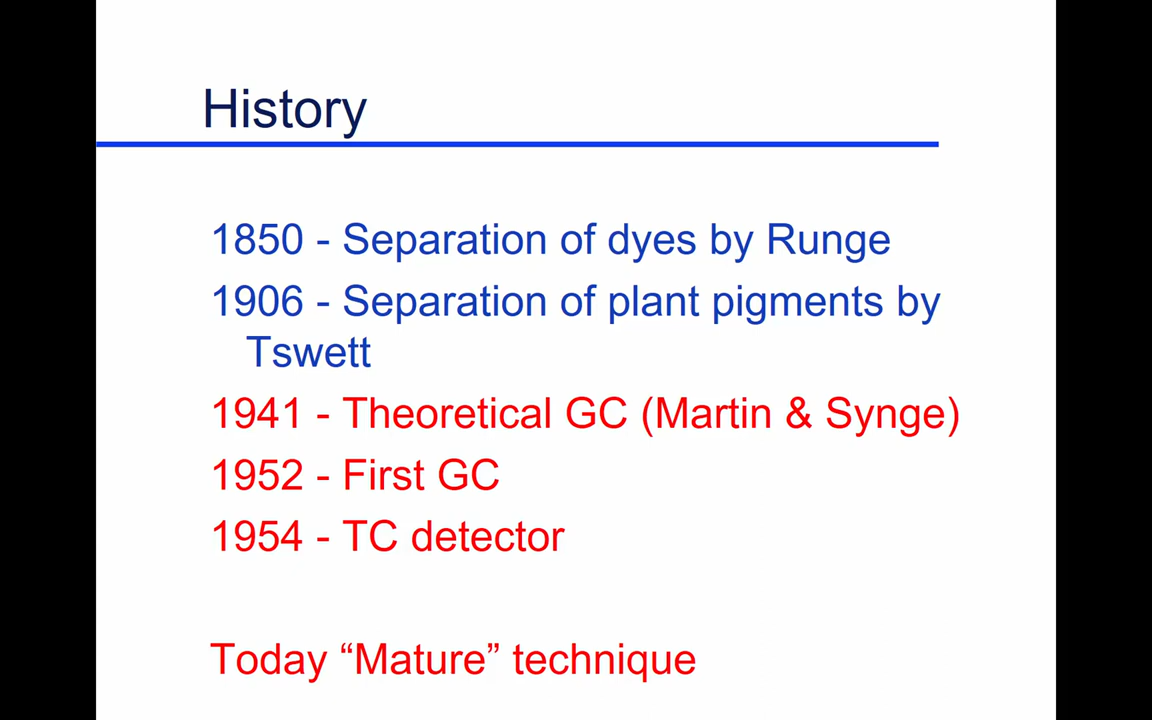 History
1850 - Separation of dyes by Runge
1906 - Separation of plant pigments by
Tswett
1941 - Theoretical GC (Martin & Synge)
1952 - First GC
1954 - TC detector
Today “Mature” technique